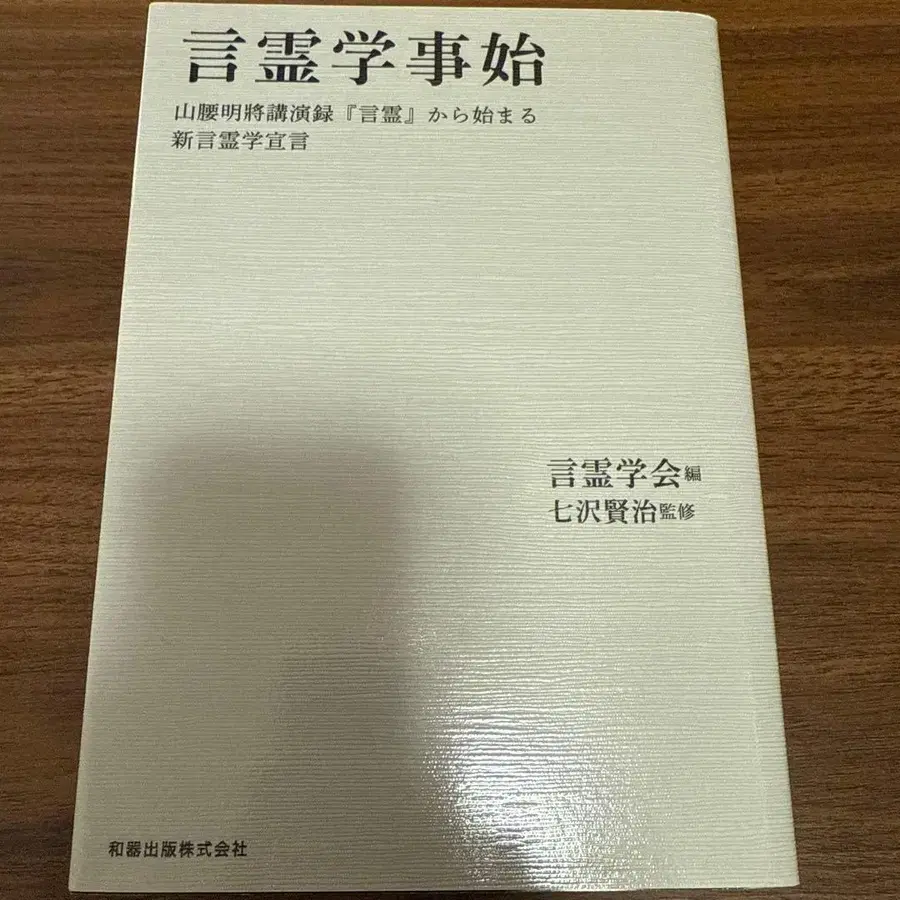 言霊学事始
山腰明將講演録『言霊』から始まる
新言霊学宣言
言霊学会編
七沢賢治監修
和器出版株式会社